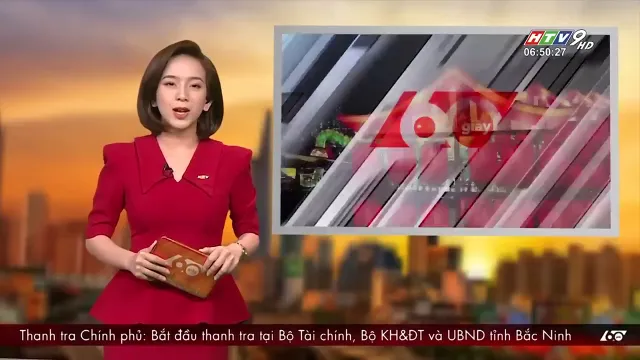 HTV9 HD
06:50:27
60 giây
Thanh tra Chính phủ: Bắt đầu thanh tra tại Bộ Tài chính, Bộ KH&ĐT và UBND tỉnh Bắc Ninh
60